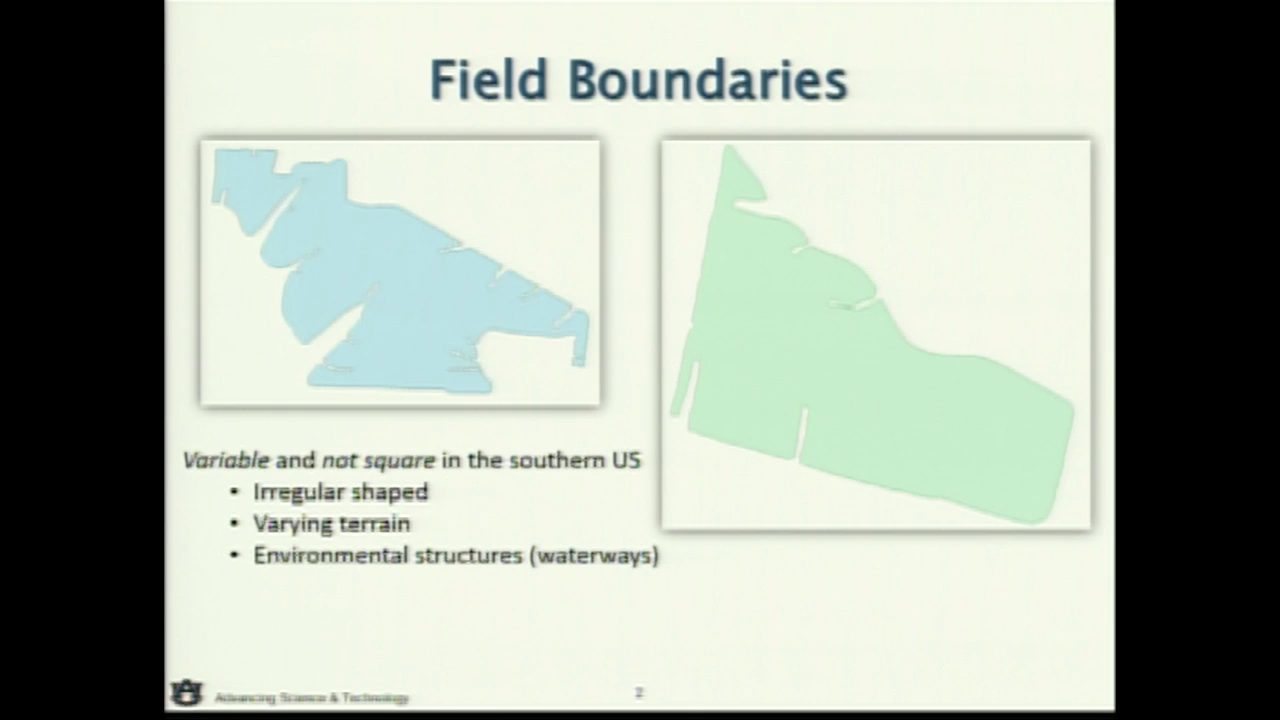 Field Boundaries
Variable and not square in the southern US
• Irregular shaped
• Varying terrain
• Environmental structures (waterways)
Advancing Science & Technology
2